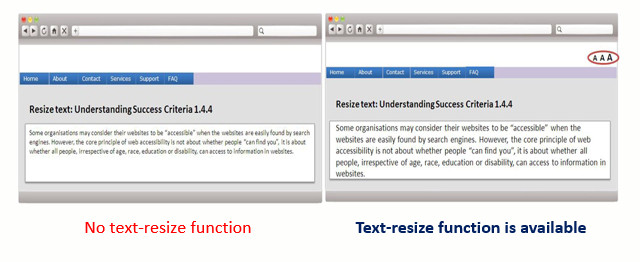 Home About Contact Services Support FAQ
Resize text: Understanding Success Criteria 1.4.4
Some organisations may consider their websites to be “accessible” when the websites are easily found by search
engines. However, the core principle of web accessibility is not about whether people “can find you”, it is about
whether all people, irrespective of age, race, education or disability, can access to information in websites.
No text-resize function
A A A
Home About Contact Services Support FAQ
Resize text: Understanding Success Criteria 1.4.4
Some organisations may consider their websites to be “accessible” when the
websites are easily found by search engines. However, the core principle of web
accessibility is not about whether people “can find you”, it is about whether all
people, irrespective of age, race, education or disability, can access to information in
websites.
Text-resize function is available